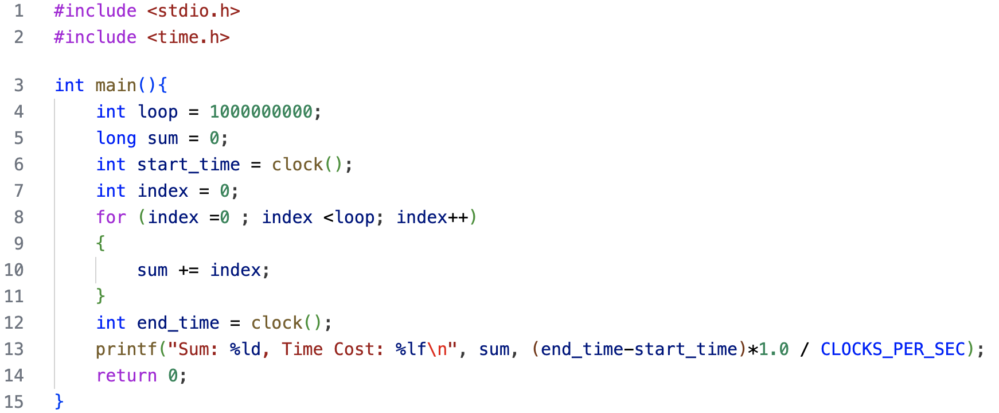 1 #include <stdio.h>
2 #include <time.h>
3 int main(){
4 int loop = 1000000000;
5 long sum = 0;
6 int start_time = clock();
7 int index = 0;
8 for (index =0 ; index <loop; index++)
9 {
10 sum += index;
11 }
12 int end_time = clock();
13 printf("Sum: %ld, Time Cost: %lf\n", sum, (end_time-start_time)*1.0 / CLOCKS_PER_SEC);
14 return 0;
15 }